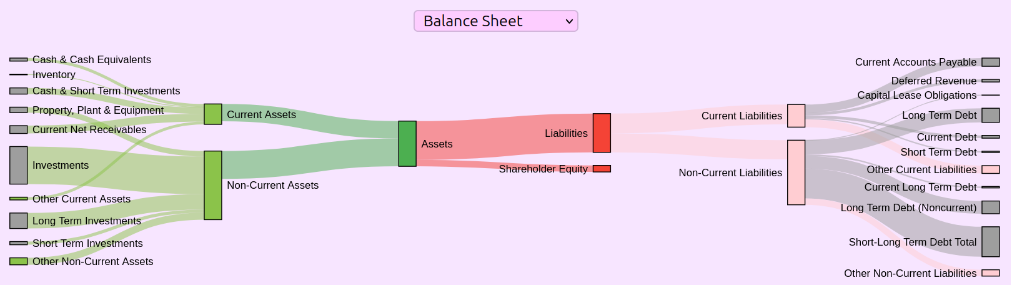 Balance Sheet
Cash & Cash Equivalents
Inventory
Cash & Short Term Investments
Property, Plant & Equipment
Current Net Receivables
Investments
Other Current Assets
Long Term Investments
Short Term Investments
Other Non-Current Assets
Current Assets
Non-Current Assets
Assets
Liabilities
Shareholder Equity
Current Liabilities
Non-Current Liabilities
Current Accounts Payable
Deferred Revenue
Capital Lease Obligations
Long Term Debt
Current Debt
Short Term Debt
Other Current Liabilities
Current Long Term Debt
Long Term Debt (Noncurrent)
Short-Long Term Debt Total
Other Non-Current Liabilities